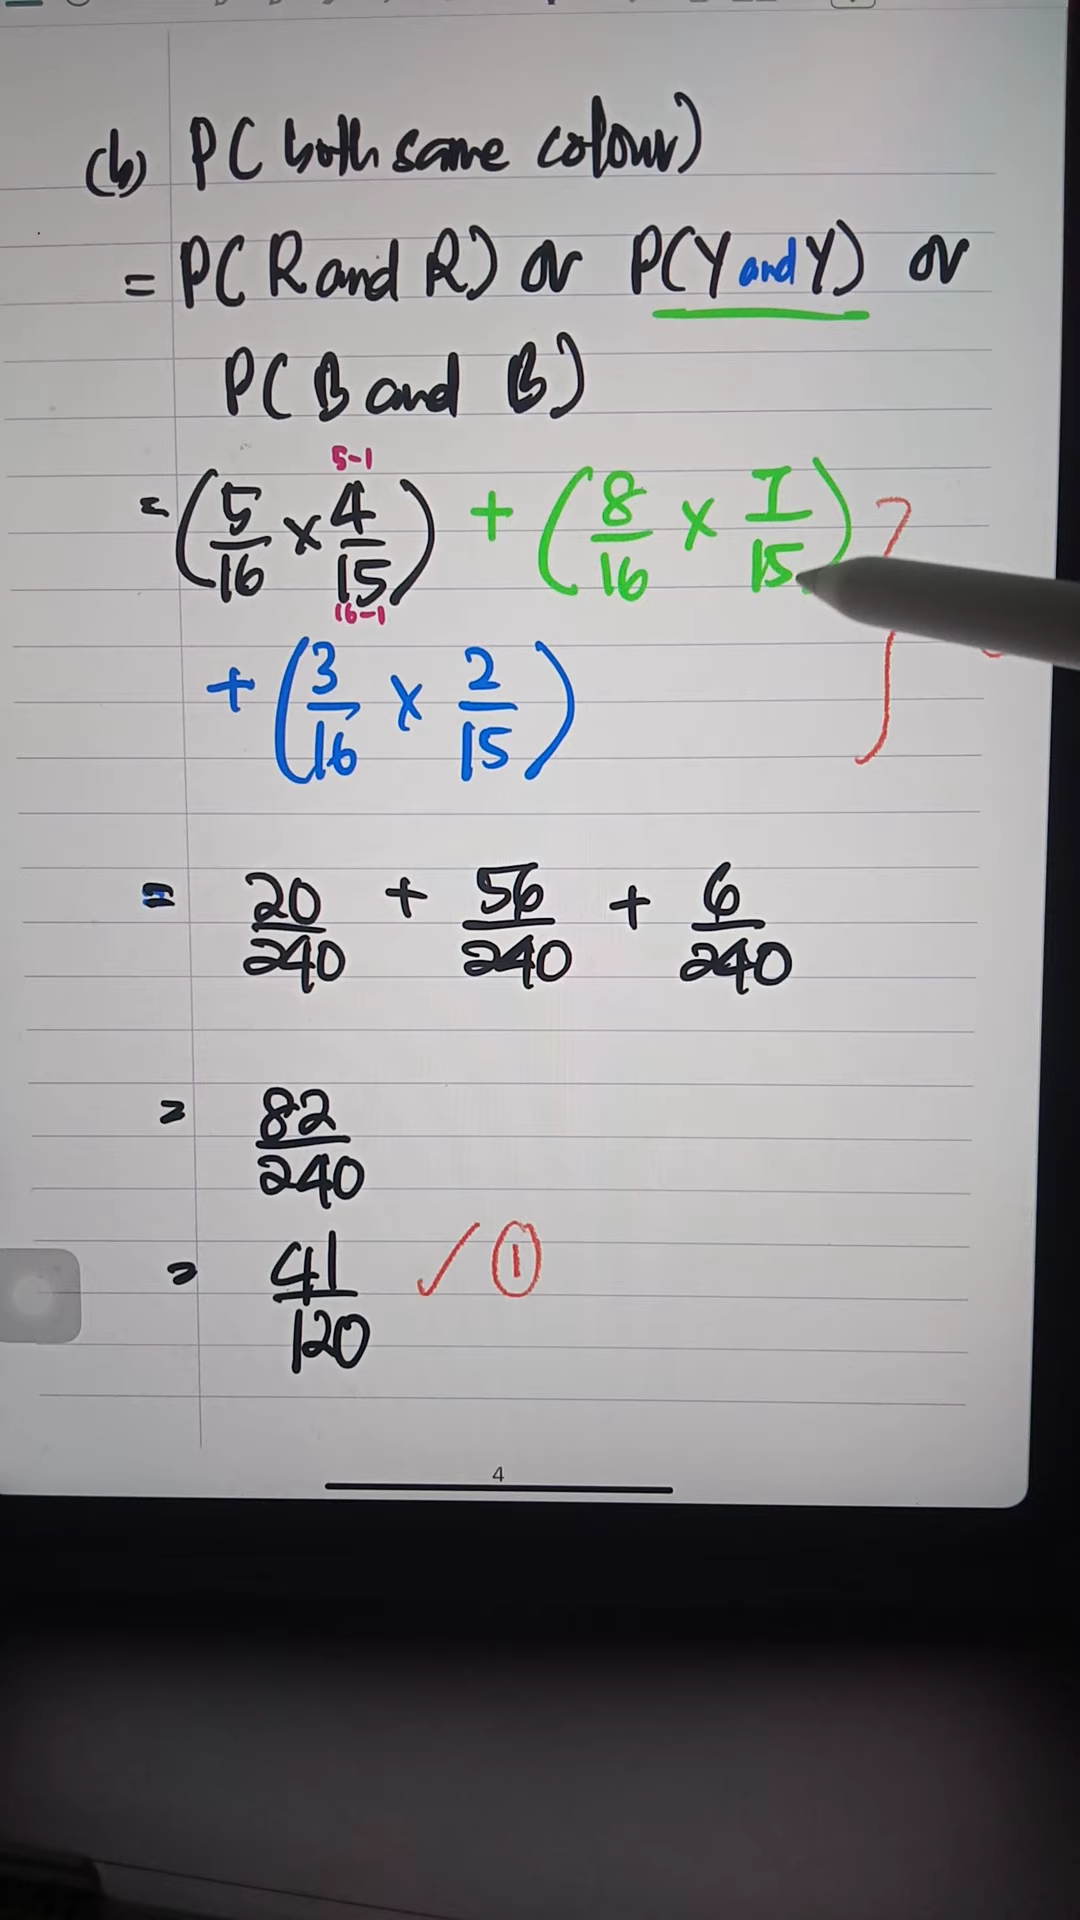 (b) P( both same colour)
= P( R and R) or P(Y and Y) or
P( B and B)
5-1
= (5/16 × 4/15) + (8/16 × 7/15)
16-1
+ (3/16 × 2/15)
= 20/240 + 56/240 + 6/240
= 82/240
= 41/120 ✓ ①
4